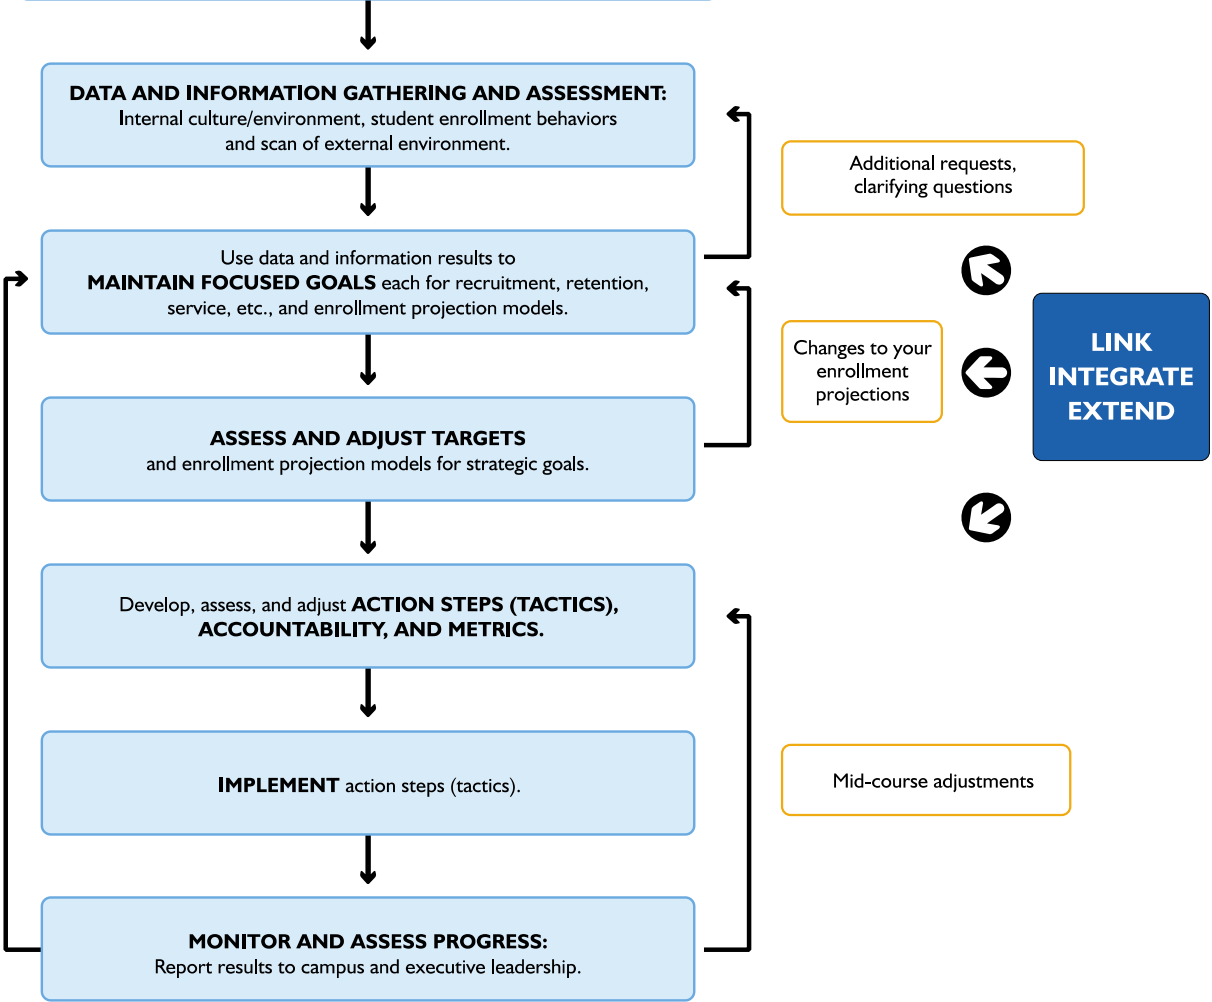 DATA AND INFORMATION GATHERING AND ASSESSMENT:
Internal culture/environment, student enrollment behaviors
and scan of external environment.
Additional requests,
clarifying questions
Use data and information results to
MAINTAIN FOCUSED GOALS each for recruitment, retention,
service, etc., and enrollment projection models.
Changes to your
enrollment
projections
LINK
INTEGRATE
EXTEND
ASSESS AND ADJUST TARGETS
and enrollment projection models for strategic goals.
Develop, assess, and adjust ACTION STEPS (TACTICS),
ACCOUNTABILITY, AND METRICS.
IMPLEMENT action steps (tactics).
Mid-course adjustments
MONITOR AND ASSESS PROGRESS:
Report results to campus and executive leadership.